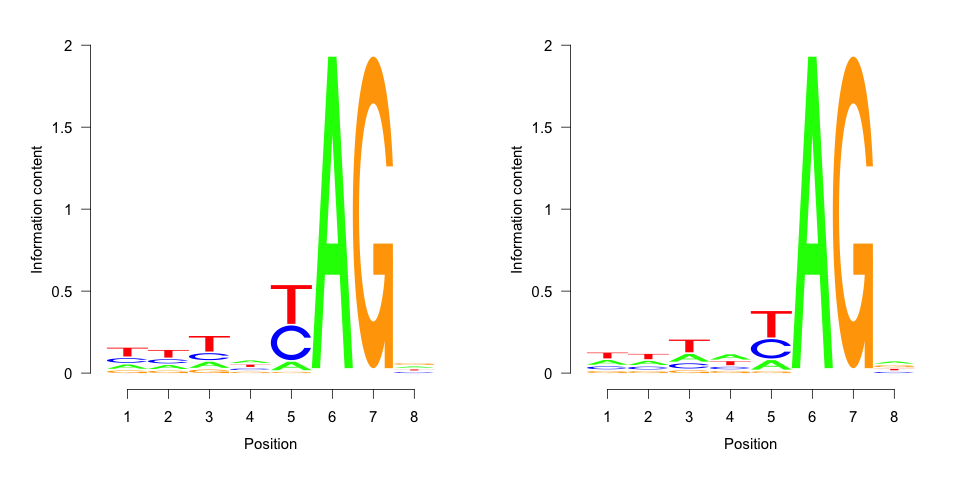 2
1.5
1
0.5
0
Information content
T T T A T A G G
C C C T C A
A A A C A T
G G G G G C
1 2 3 4 5 6 7 8
Position
2
1.5
1
0.5
0
Information content
T T T A T A G A
A A A T C G
C C C C A T
G G G G G C
1 2 3 4 5 6 7 8
Position